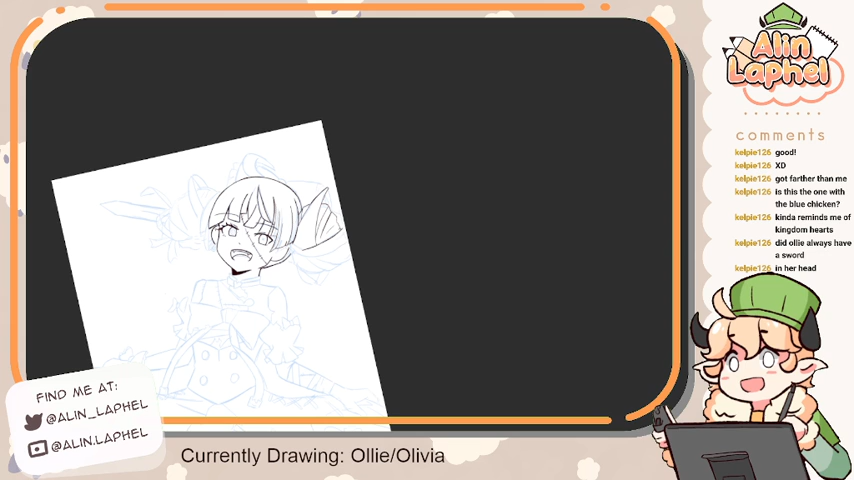 Alin
Laphel
comments
kelpie126 good!
kelpie126 XD
kelpie126 got farther than me
kelpie126 is this the one with
the blue chicken?
kelpie126 kinda reminds me of
kingdom hearts
kelpie126 did ollie always have
a sword
kelpie126 in her head
FIND ME AT:
@ALIN_LAPHEL
@ALIN.LAPHEL
Currently Drawing: Ollie/Olivia